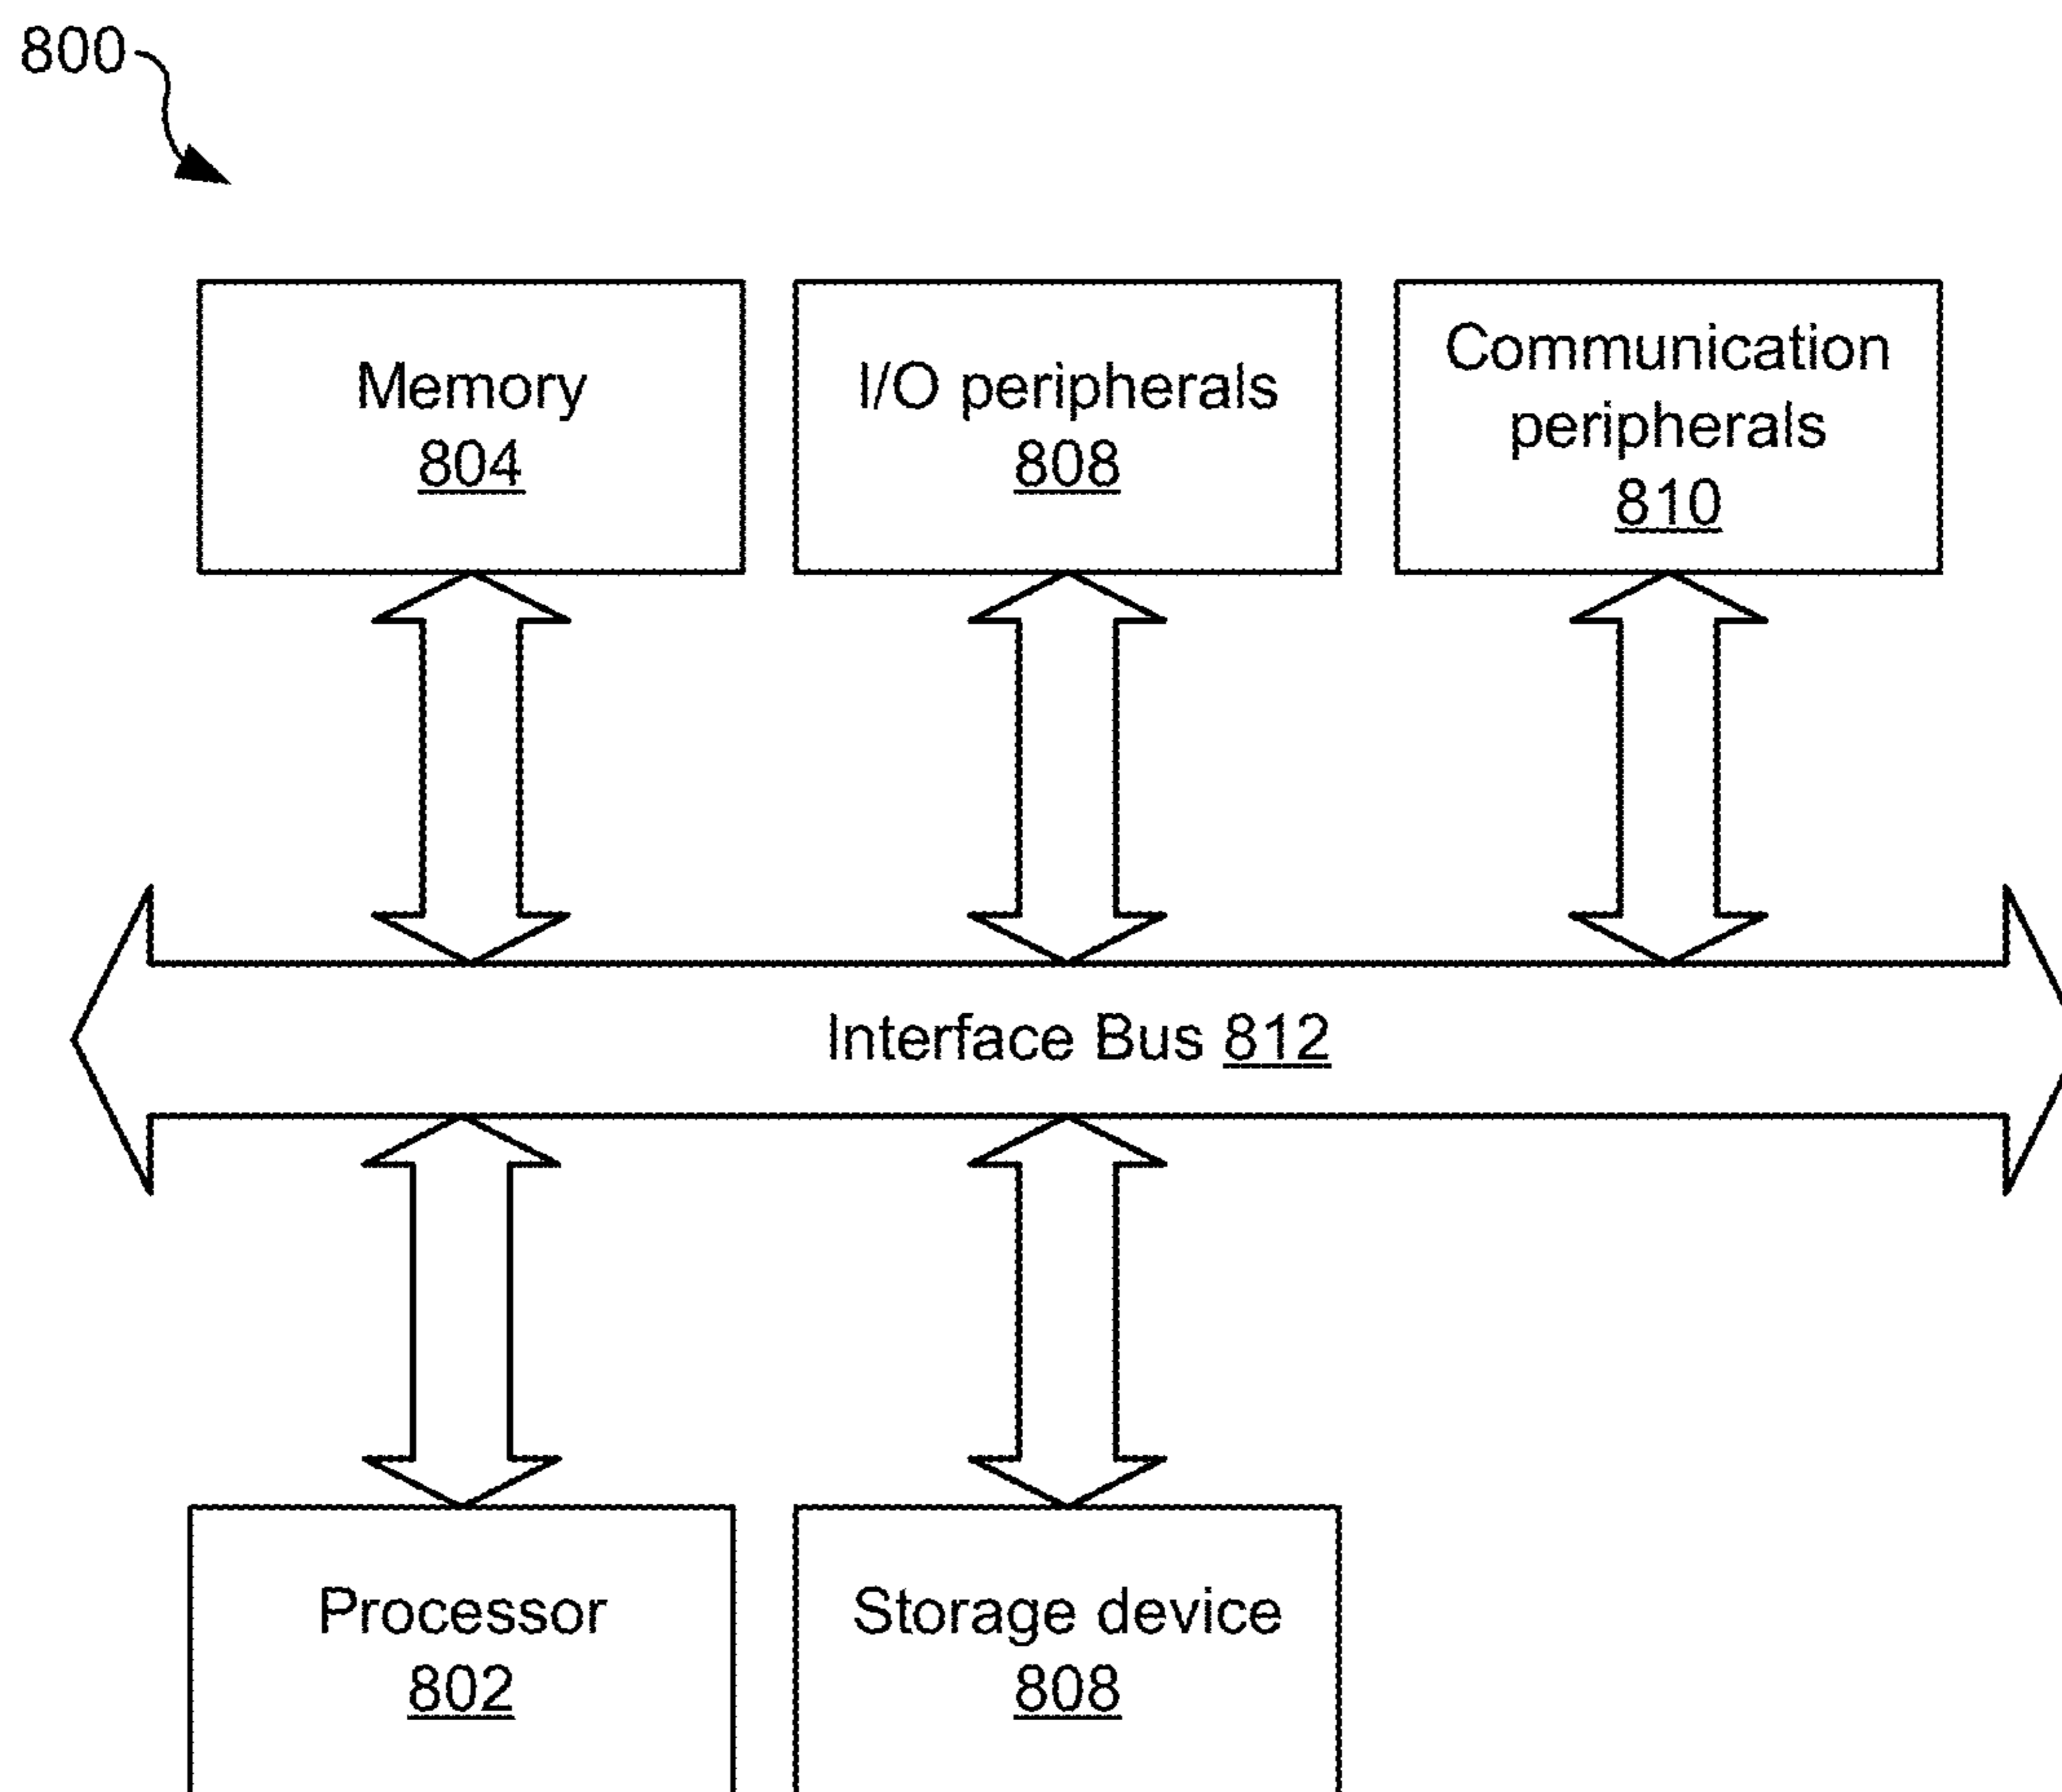 800
Memory
804
I/O peripherals
808
Communication
peripherals
810
Interface Bus 812
Processor
802
Storage device
808